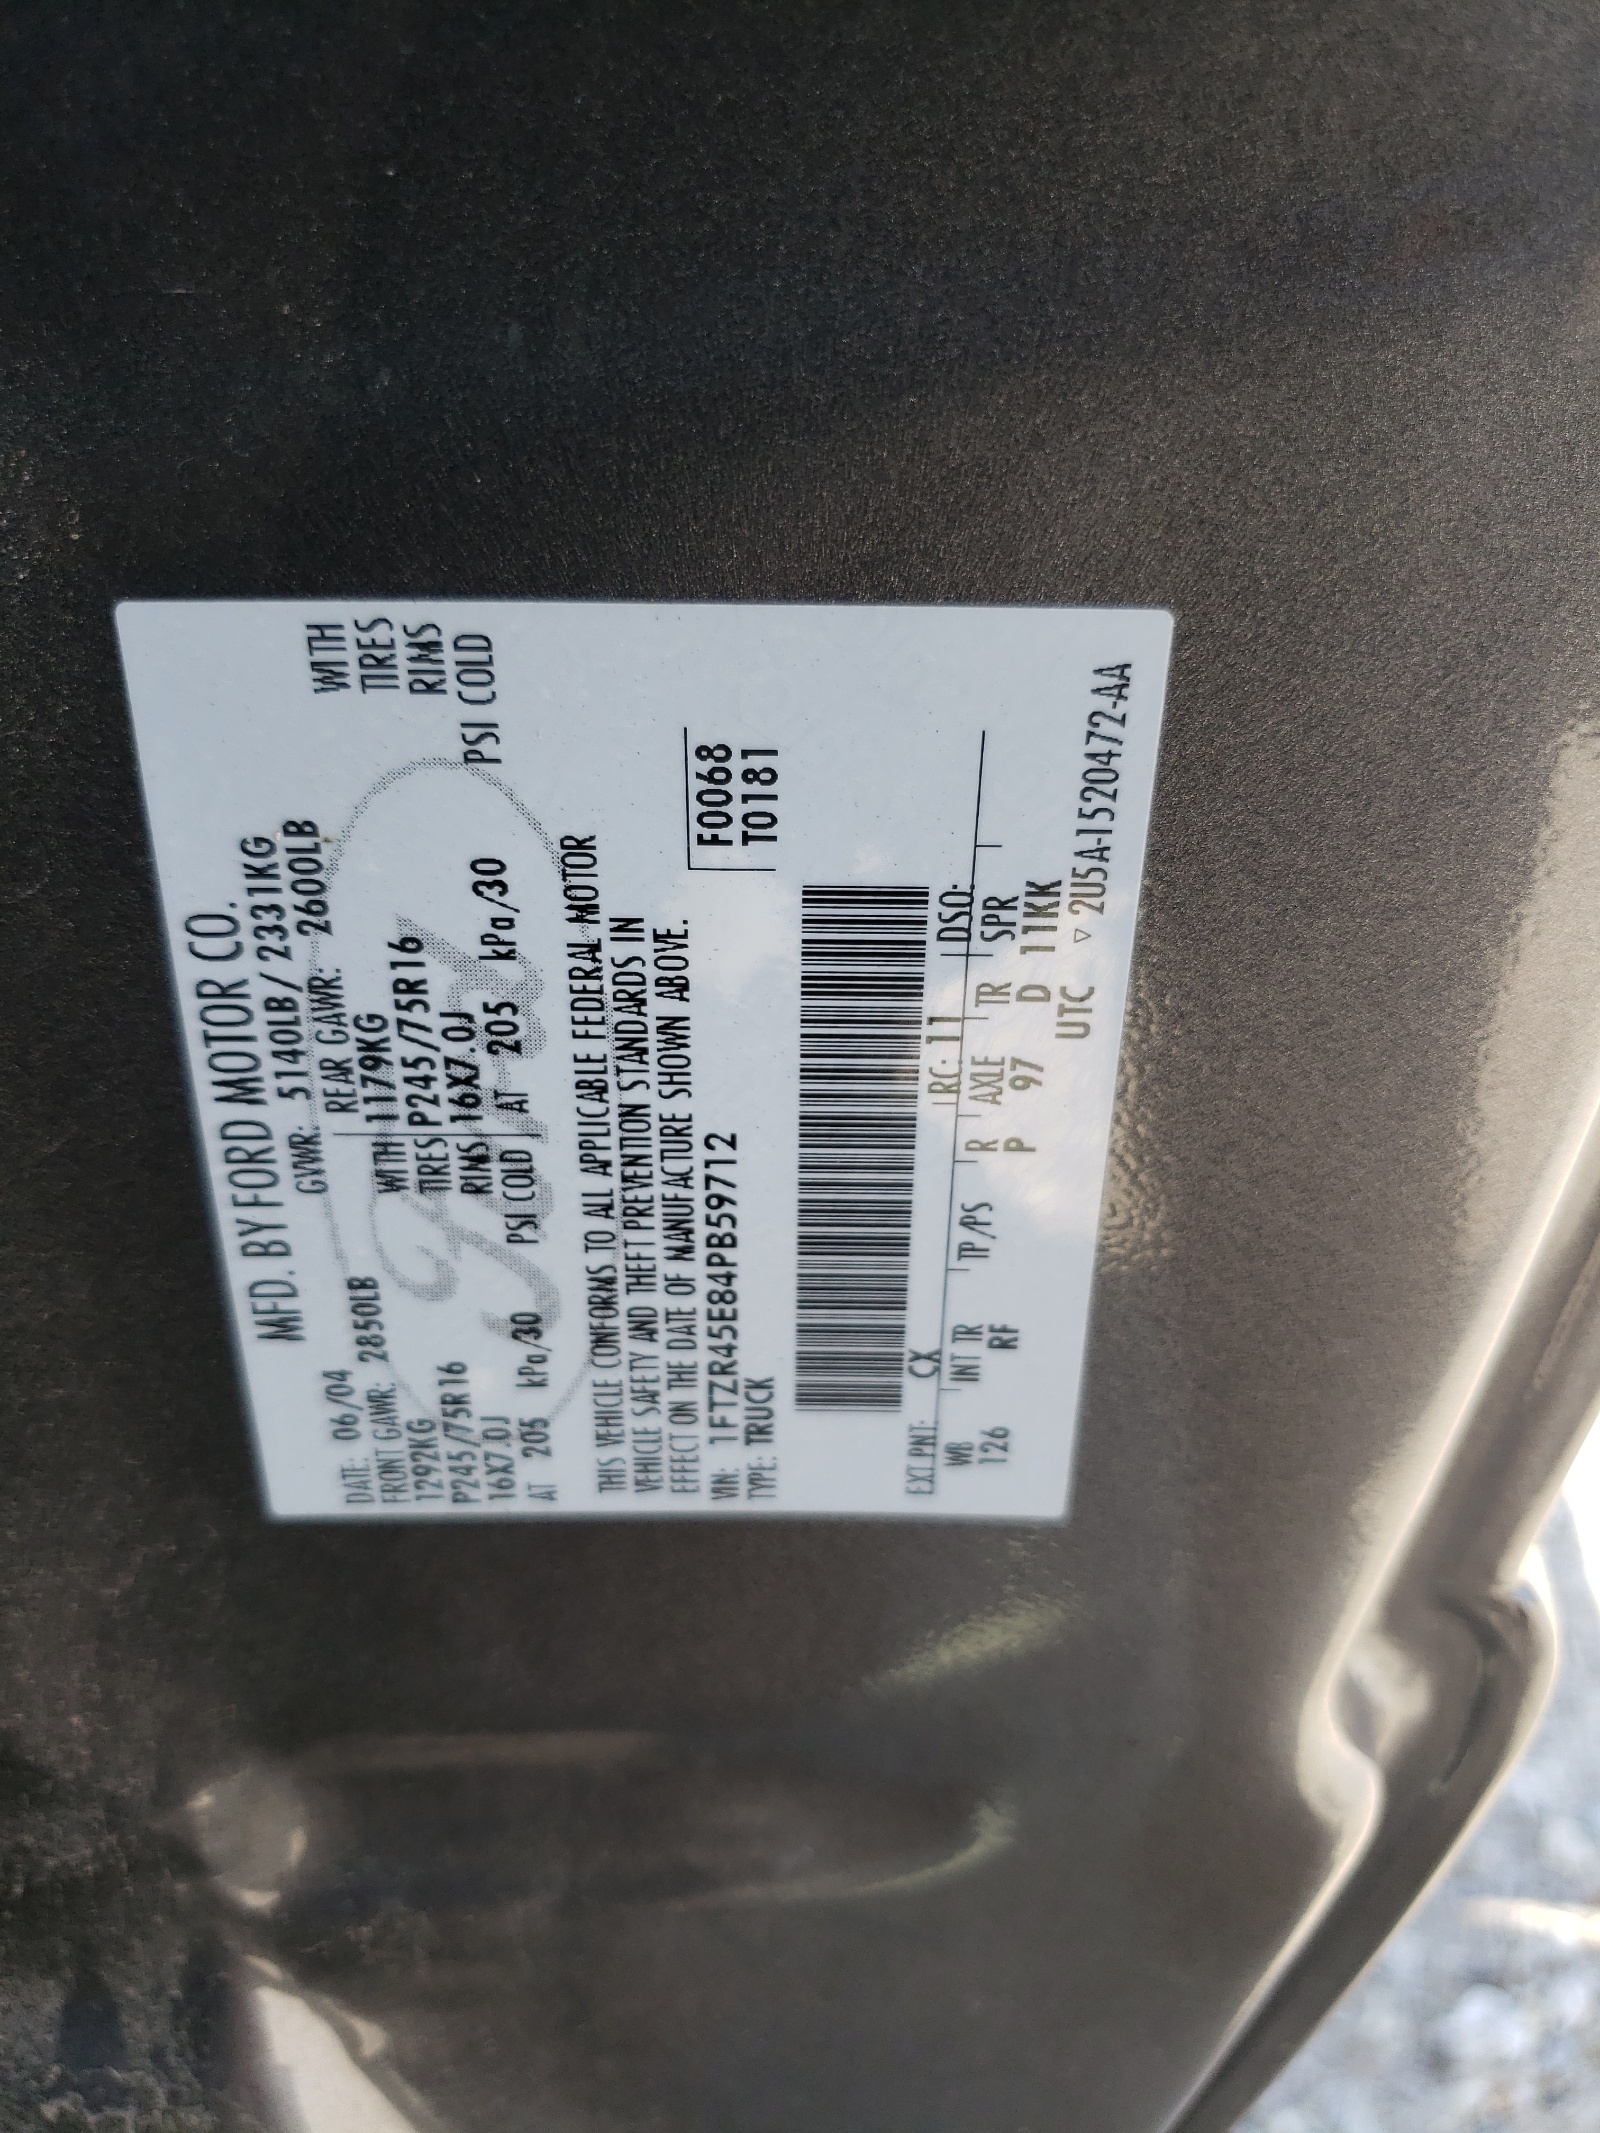 MFD. BY FORD MOTOR CO.
DATE: 06/04 GVWR: 5140LB/ 2331KG
FRONT GAWR: 2850LB REAR GAWR: 2600LB
1292KG WITH 1179KG WITH
P245/75R16 TIRES P245/75R16 TIRES
16X7.0J RIMS 16X7.0J RIMS
AT 205 kPa/30 PSI COLD AT 205 kPa/30 PSI COLD
THIS VEHICLE CONFORMS TO ALL APPLICABLE FEDERAL MOTOR
VEHICLE SAFETY AND THEFT PREVENTION STANDARDS IN
EFFECT ON THE DATE OF MANUFACTURE SHOWN ABOVE.
VIN: 1FTZR45E84PB59712 F0068
TYPE: TRUCK T0181
EXT PNT: CX RC: 11 DSO:
WB INT TR TP/PS R AXLE TR SPR
126 RF P 97 D 11KK
UTC ▽ 2U5A-1520472-AA
Ford